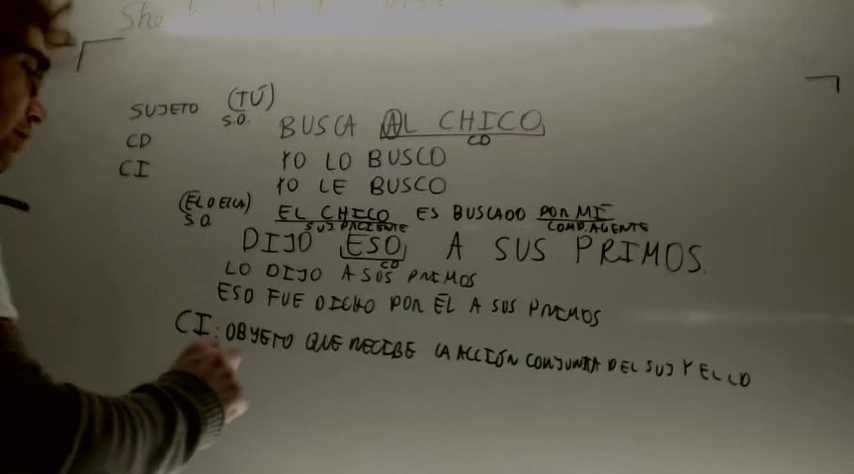 She
SUJETO (TÚ)
S.O.
BUSCA AL CHICO
CD
CD
YO LO BUSCO
CI
YO LE BUSCO
(ÉL O ELLA)
S.O
EL CHICO ES BUSCADO POR MÍ
SUJ. PACIENTE COMP. AGENTE
DIJO ESO A SUS PRIMOS.
CD
LO DIJO A SUS PRIMOS
ESO FUE DICHO POR ÉL A SUS PRIMOS
CI: OBJETO QUE RECIBE LA ACCIÓN CONJUNTA DEL SUJ Y EL CD